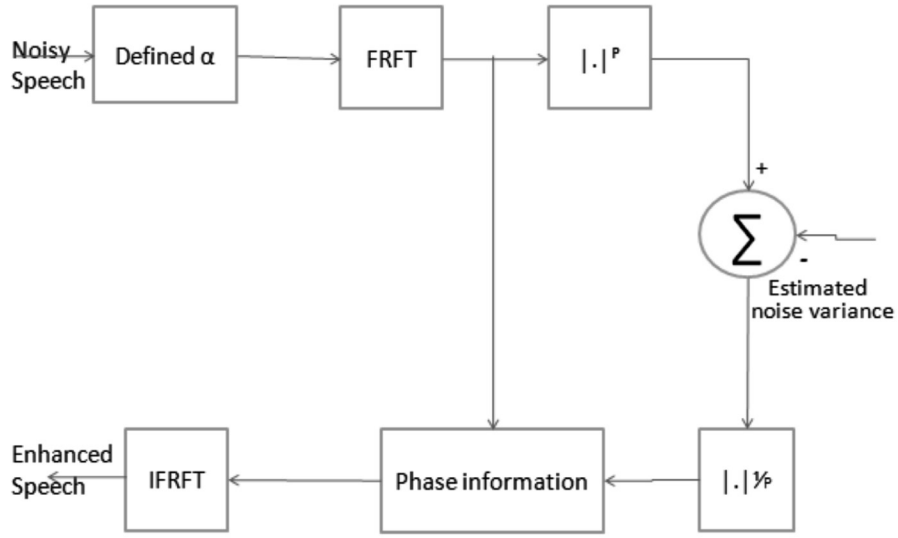 Noisy
Speech
Defined α
FRFT
|.|ᴾ
+
Σ
-
Estimated
noise variance
Enhanced
Speech
IFRFT
Phase information
|.|¹⁄ₚ